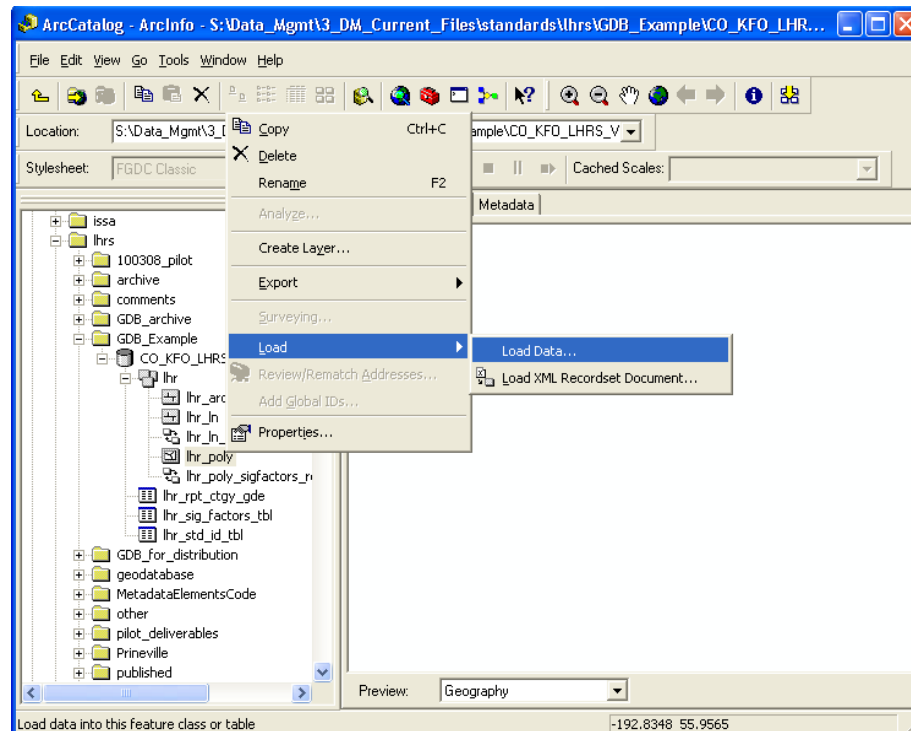 ArcCatalog - ArcInfo - S:\Data_Mgmt\3_DM_Current_Files\standards\lhrs\GDB_Example\CO_KFO_LHR...
File Edit View Go Tools Window Help
Location: S:\Data_Mgmt\3_ ample\CO_KFO_LHRS_V
Stylesheet: FGDC Classic Cached Scales:
Metadata
Copy Ctrl+C
Delete
Rename F2
Analyze...
Create Layer...
Export
Surveying...
Load
Review/Rematch Addresses...
Add Global IDs...
Properties...
Load Data...
Load XML Recordset Document...
issa
lhrs
100308_pilot
archive
comments
GDB_archive
GDB_Example
CO_KFO_LHRS
lhr
lhr_arc
lhr_ln
lhr_ln_
lhr_poly
lhr_poly_sigfactors_r
lhr_rpt_ctgy_gde
lhr_sig_factors_tbl
lhr_std_id_tbl
GDB_for_distribution
geodatabase
MetadataElementsCode
other
pilot_deliverables
Prineville
published
Preview: Geography
Load data into this feature class or table -192.8348 55.9565